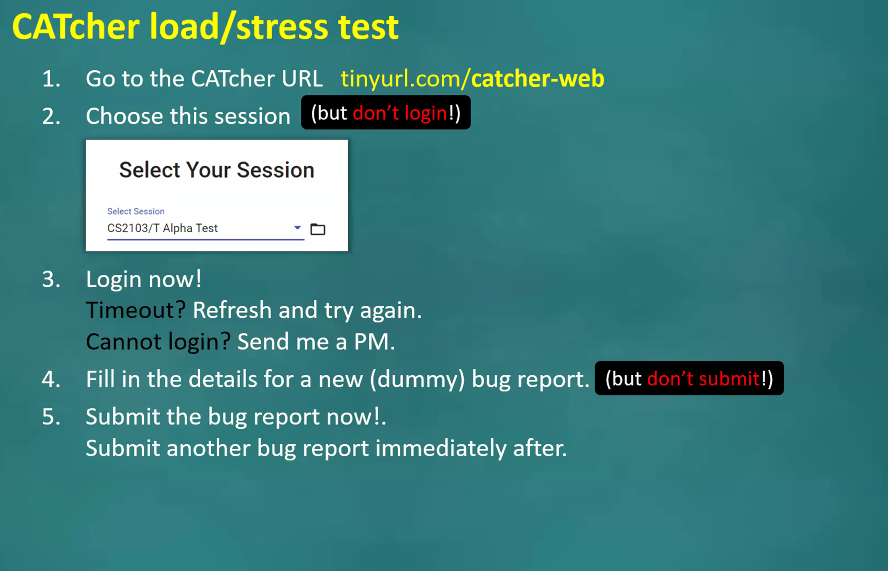 CATcher load/stress test
1. Go to the CATcher URL tinyurl.com/catcher-web
2. Choose this session (but don't login!)
Select Your Session
Select Session
CS2103/T Alpha Test
3. Login now!
Timeout? Refresh and try again.
Cannot login? Send me a PM.
4. Fill in the details for a new (dummy) bug report. (but don't submit!)
5. Submit the bug report now!.
Submit another bug report immediately after.